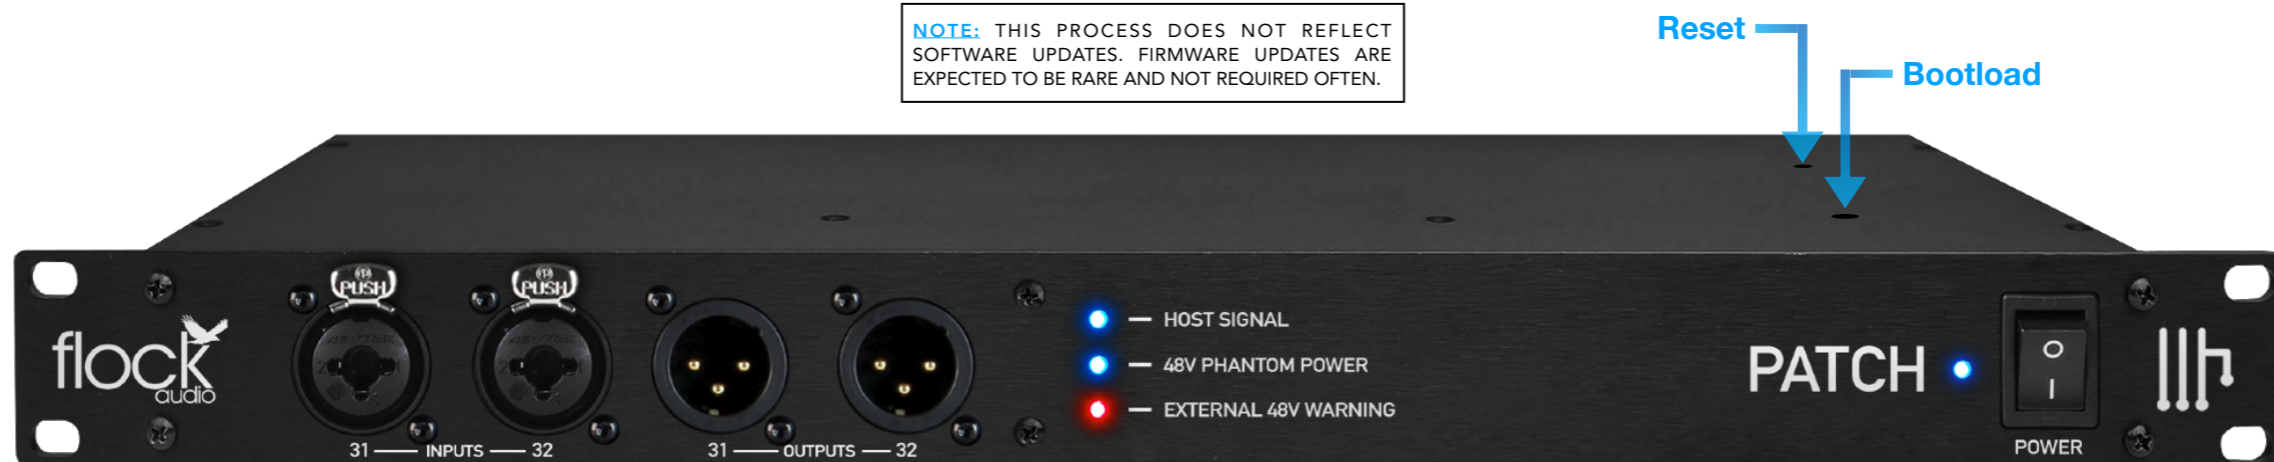 NOTE: THIS PROCESS DOES NOT REFLECT
SOFTWARE UPDATES. FIRMWARE UPDATES ARE
EXPECTED TO BE RARE AND NOT REQUIRED OFTEN.
Reset
Bootload
PUSH
PUSH
flock
audio
HOST SIGNAL
48V PHANTOM POWER
EXTERNAL 48V WARNING
PATCH
O
I
POWER
31 — INPUTS — 32
31 — OUTPUTS — 32